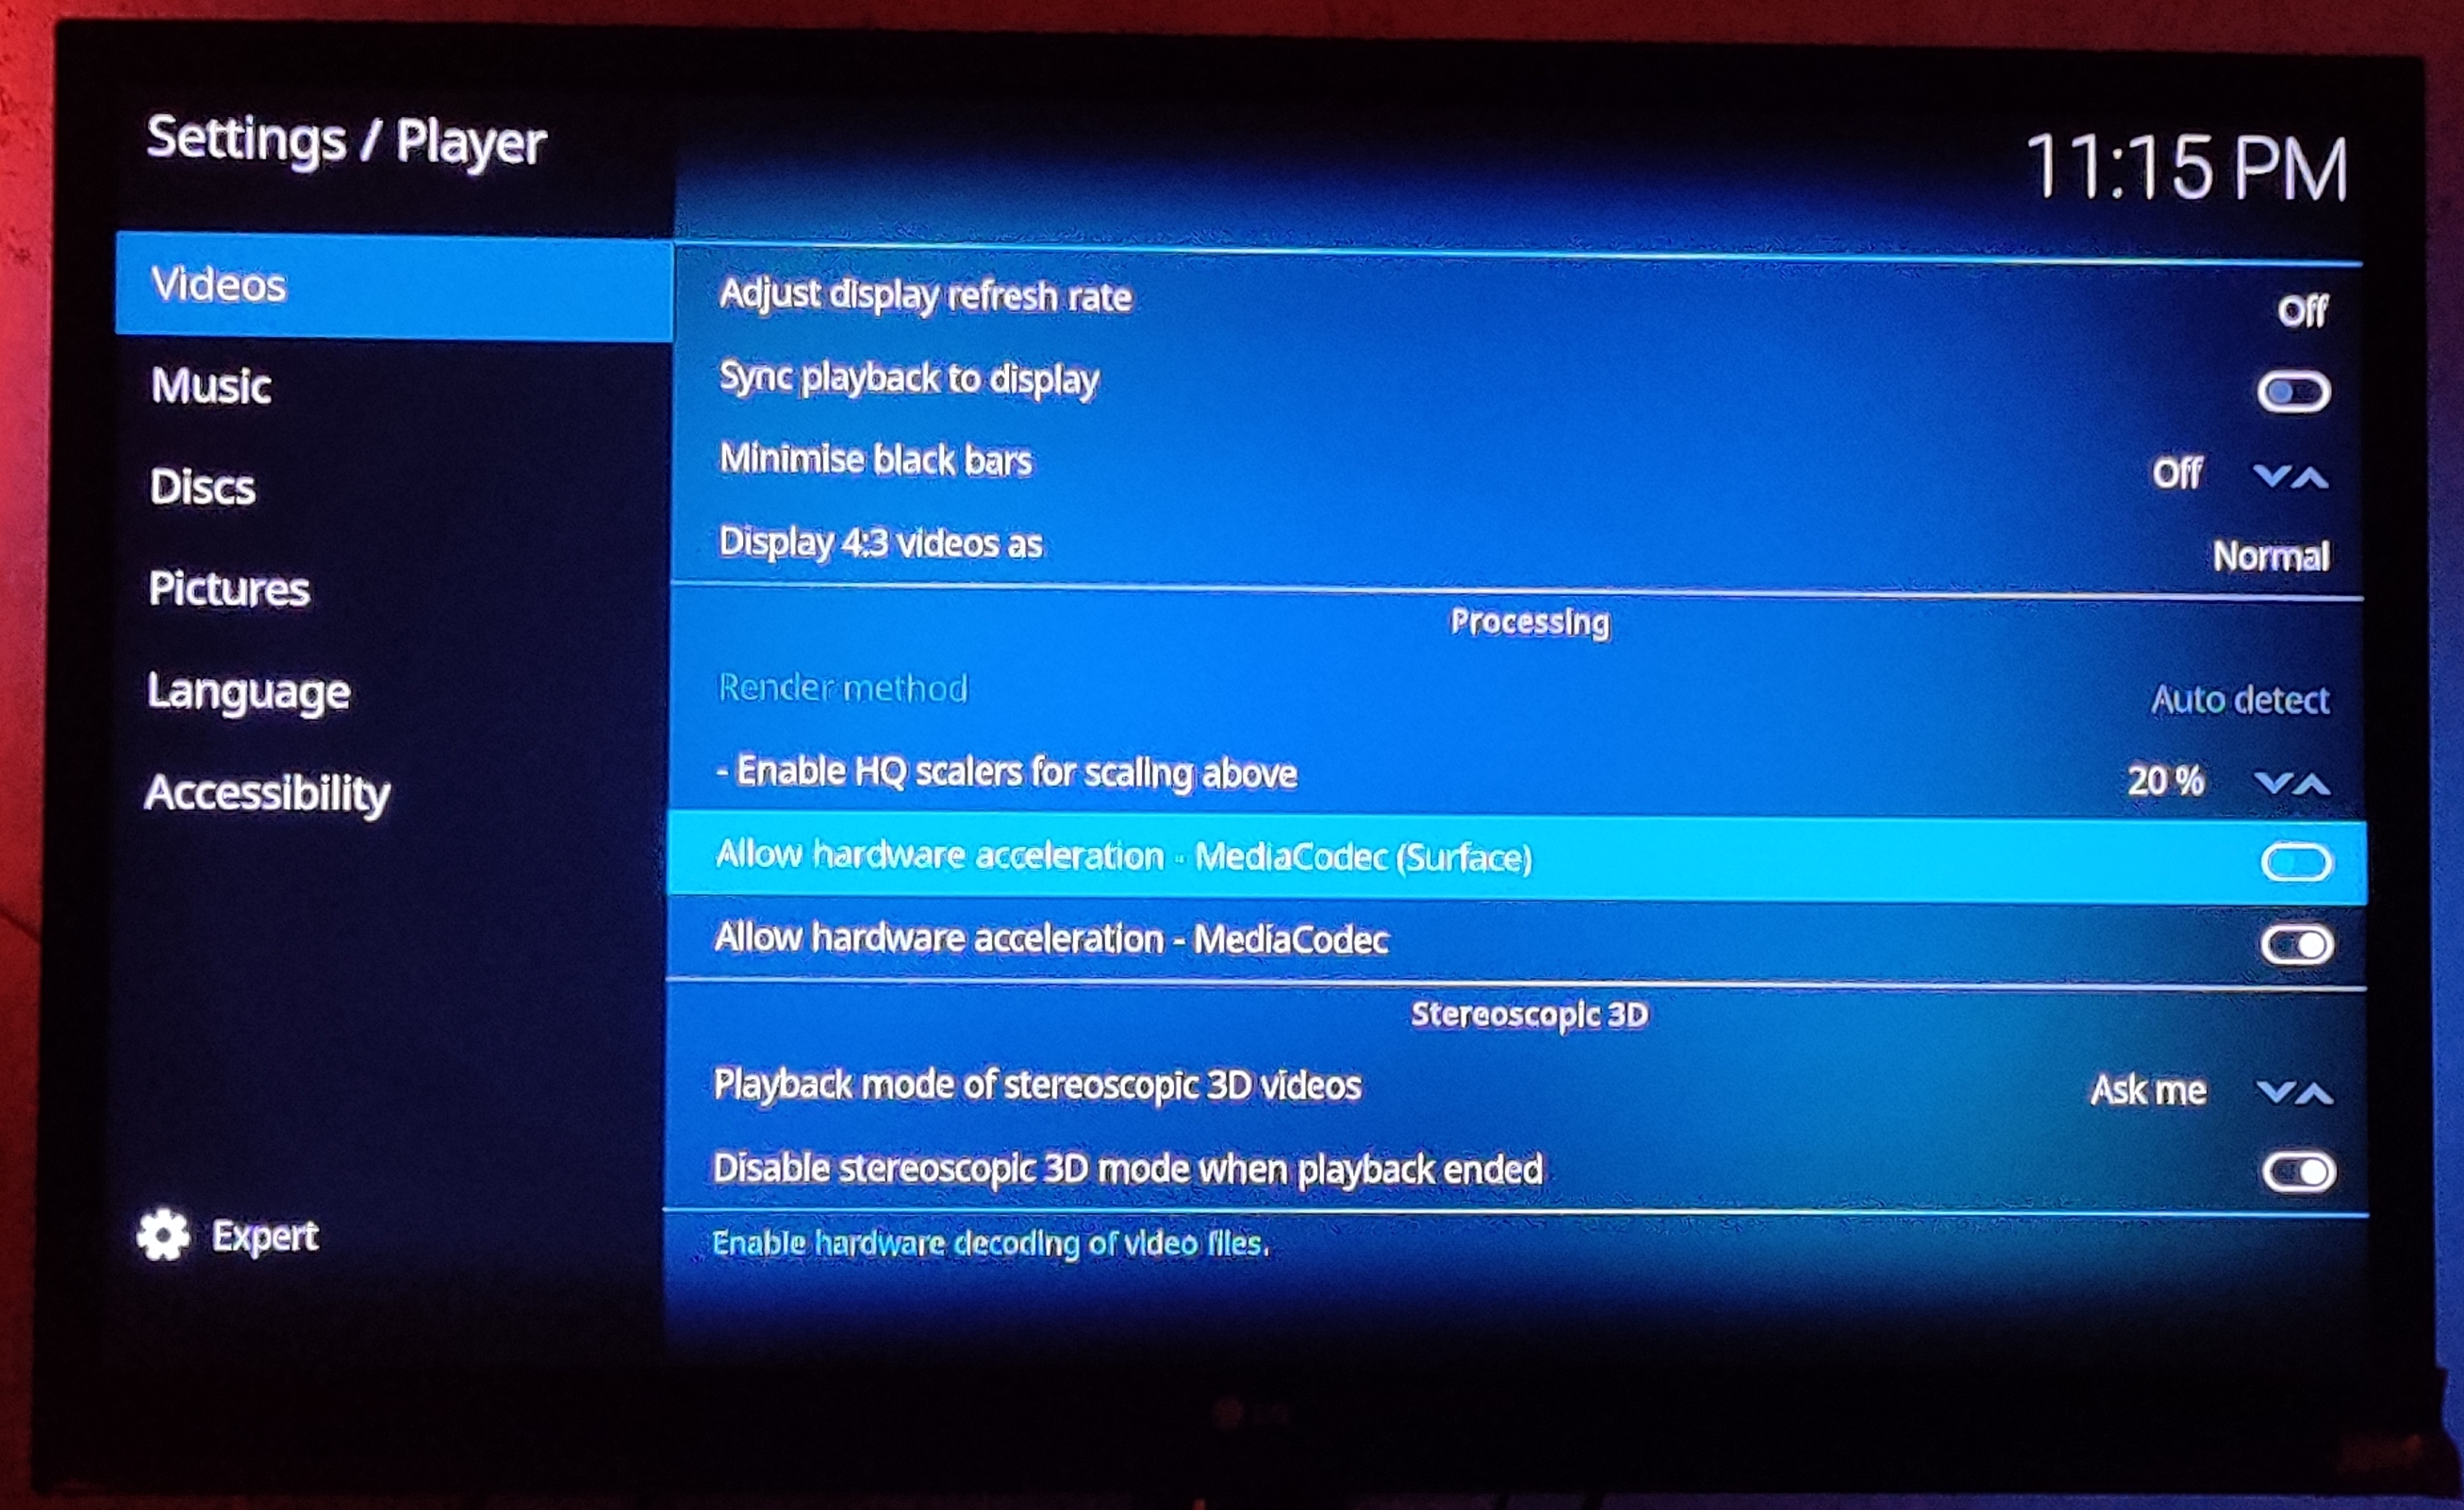 Settings / Player
11:15 PM
Videos
Music
Discs
Pictures
Language
Accessibility
Expert
Adjust display refresh rate Off
Sync playback to display
Minimise black bars Off
Display 4:3 videos as Normal
Processing
Render method Auto detect
- Enable HQ scalers for scaling above 20 %
Allow hardware acceleration - MediaCodec (Surface)
Allow hardware acceleration - MediaCodec
Stereoscopic 3D
Playback mode of stereoscopic 3D videos Ask me
Disable stereoscopic 3D mode when playback ended
Enable hardware decoding of video files.